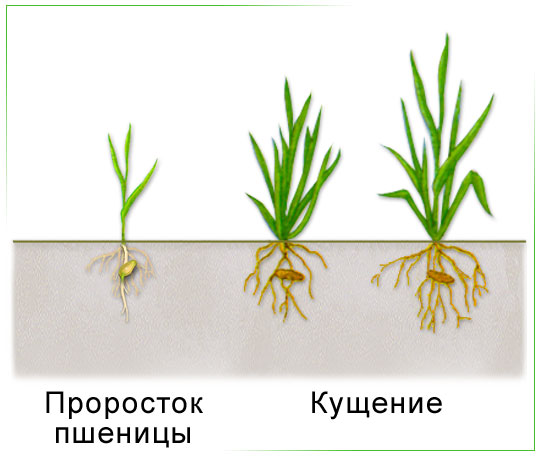 Проросток
пшеницы
Кущение